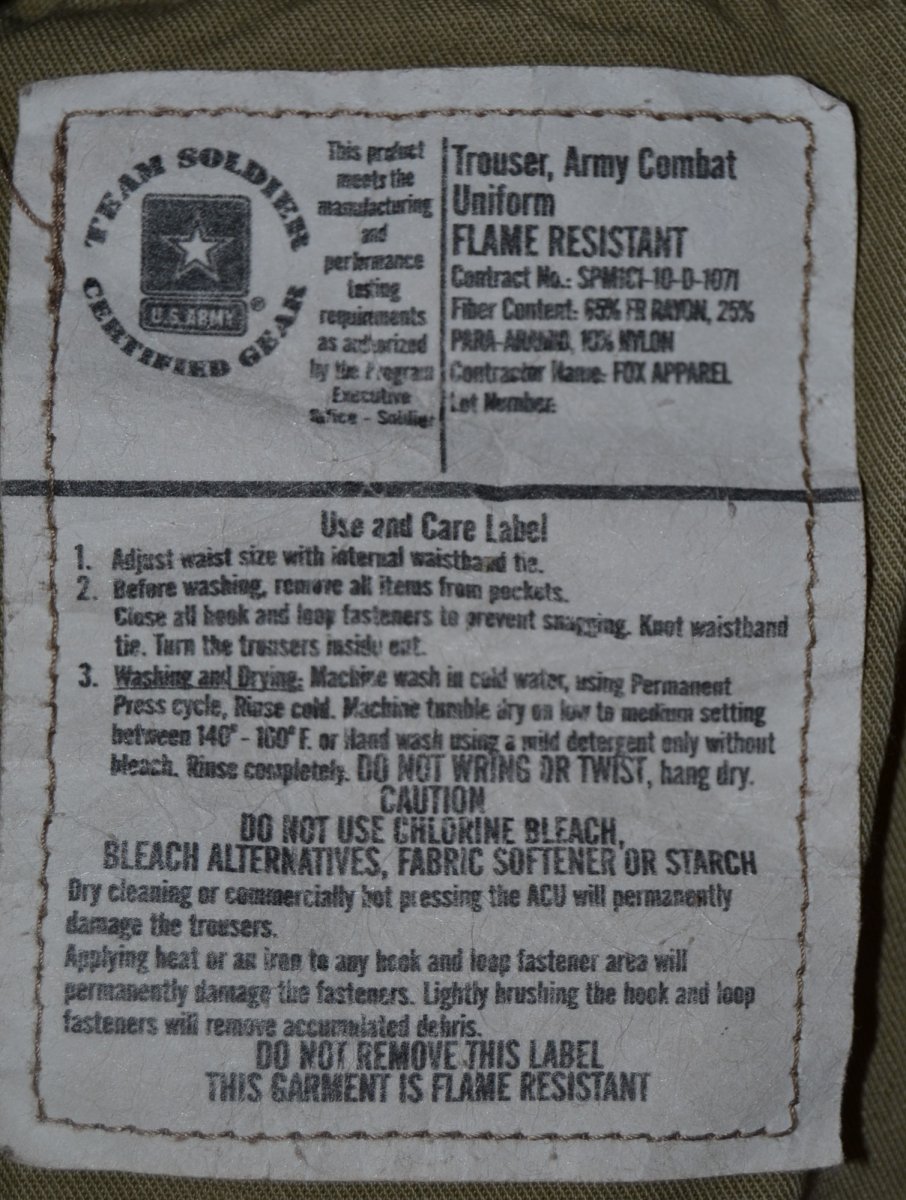 TEAM SOLDIER
CERTIFIED GEAR
U.S. ARMY ®
This product
meets the
manufacturing
and
performance
testing
requirments
as authorized
by the Program
Executive
Office - Soldier
Trouser, Army Combat
Uniform
FLAME RESISTANT
Contract No.: SPM1C1-10-D-1071
Fiber Content: 65% FR RAYON, 25%
PARA-ARAMID, 10% NYLON
Contractor Name: FOX APPAREL
Lot Number:
Use and Care Label
1. Adjust waist size with internal waistband tie.
2. Before washing, remove all items from pockets.
Close all hook and loop fasteners to prevent snagging. Knot waistband
tie. Turn the trousers inside out.
3. Washing and Drying: Machine wash in cold water, using Permanent
Press cycle, Rinse cold. Machine tumble dry on low to medium setting
between 140° - 160° F. or Hand wash using a mild detergent only without
bleach. Rinse completely. DO NOT WRING OR TWIST, hang dry.
CAUTION
DO NOT USE CHLORINE BLEACH,
BLEACH ALTERNATIVES, FABRIC SOFTENER OR STARCH
Dry cleaning or commercially hot pressing the ACU will permanently
damage the trousers.
Applying heat or an iron to any hook and loop fastener area will
permanently damage the fasteners. Lightly brushing the hook and loop
fasteners will remove accumulated debris.
DO NOT REMOVE THIS LABEL
THIS GARMENT IS FLAME RESISTANT